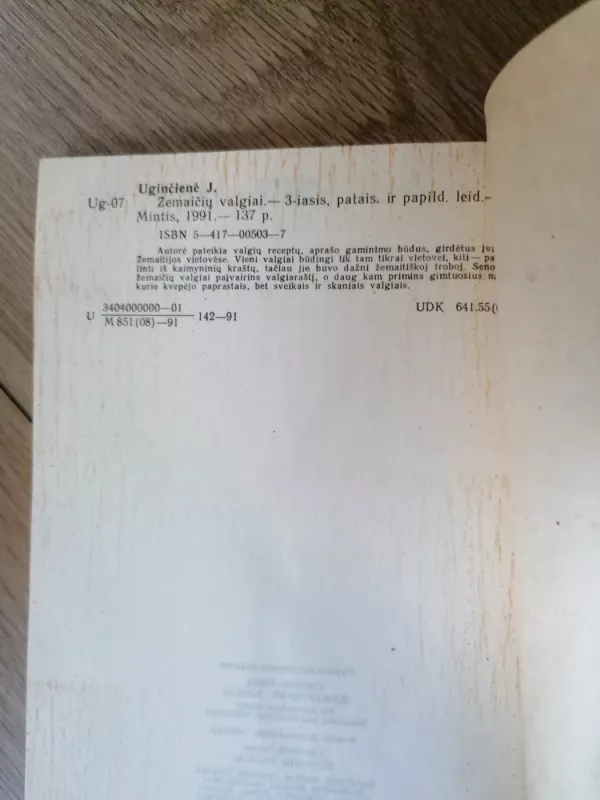 Uginčienė J.
Ug-07 Žemaičių valgiai.— 3-iasis, patais. ir papild. leid.—
Mintis, 1991.— 137 p.
ISBN 5—417—00503—7
Autorė pateikia valgių receptų, aprašo gaminimo būdus, girdėtus įvai
Žemaitijos vietovėse. Vieni valgiai būdingi tik tam tikrai vietovei, kiti — pa
linti iš kaimyninių kraštų, tačiau jie buvo dažni žemaitiškoj troboj. Seno
žemaičių valgiai paįvairins valgiaraštį, o daug kam primins gimtuosius n
kurie kvepėjo paprastais, bet sveikais ir skaniais valgiais.
U 3404000000—01
M 851(08)—91 142—91
UDK 641.55(